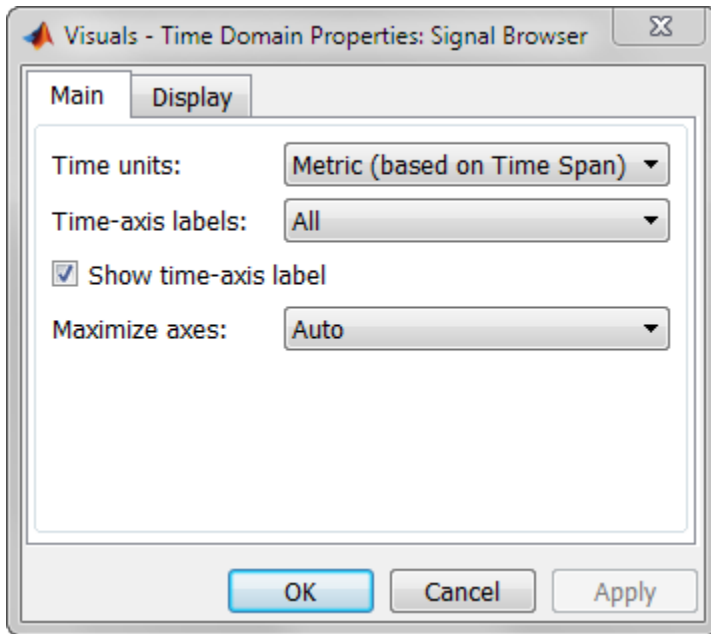 Visuals - Time Domain Properties: Signal Browser
Main Display
Time units: Metric (based on Time Span)
Time-axis labels: All
Show time-axis label
Maximize axes: Auto
OK Cancel Apply